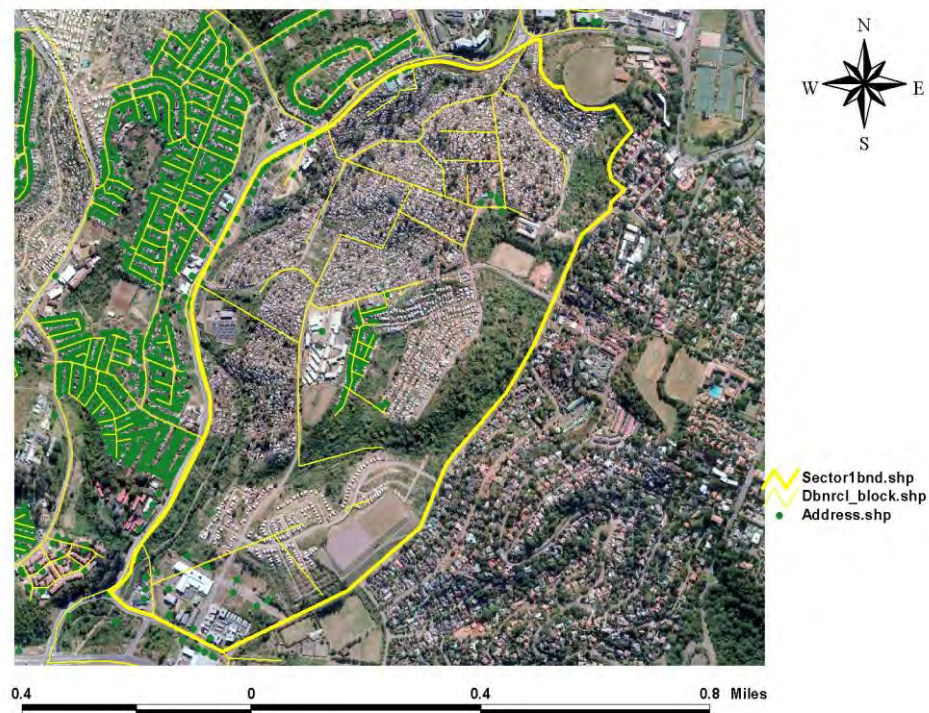 N
W E
S
Sector1bnd.shp
Dbnrcl_block.shp
Address.shp
0.4 0 0.4 0.8 Miles